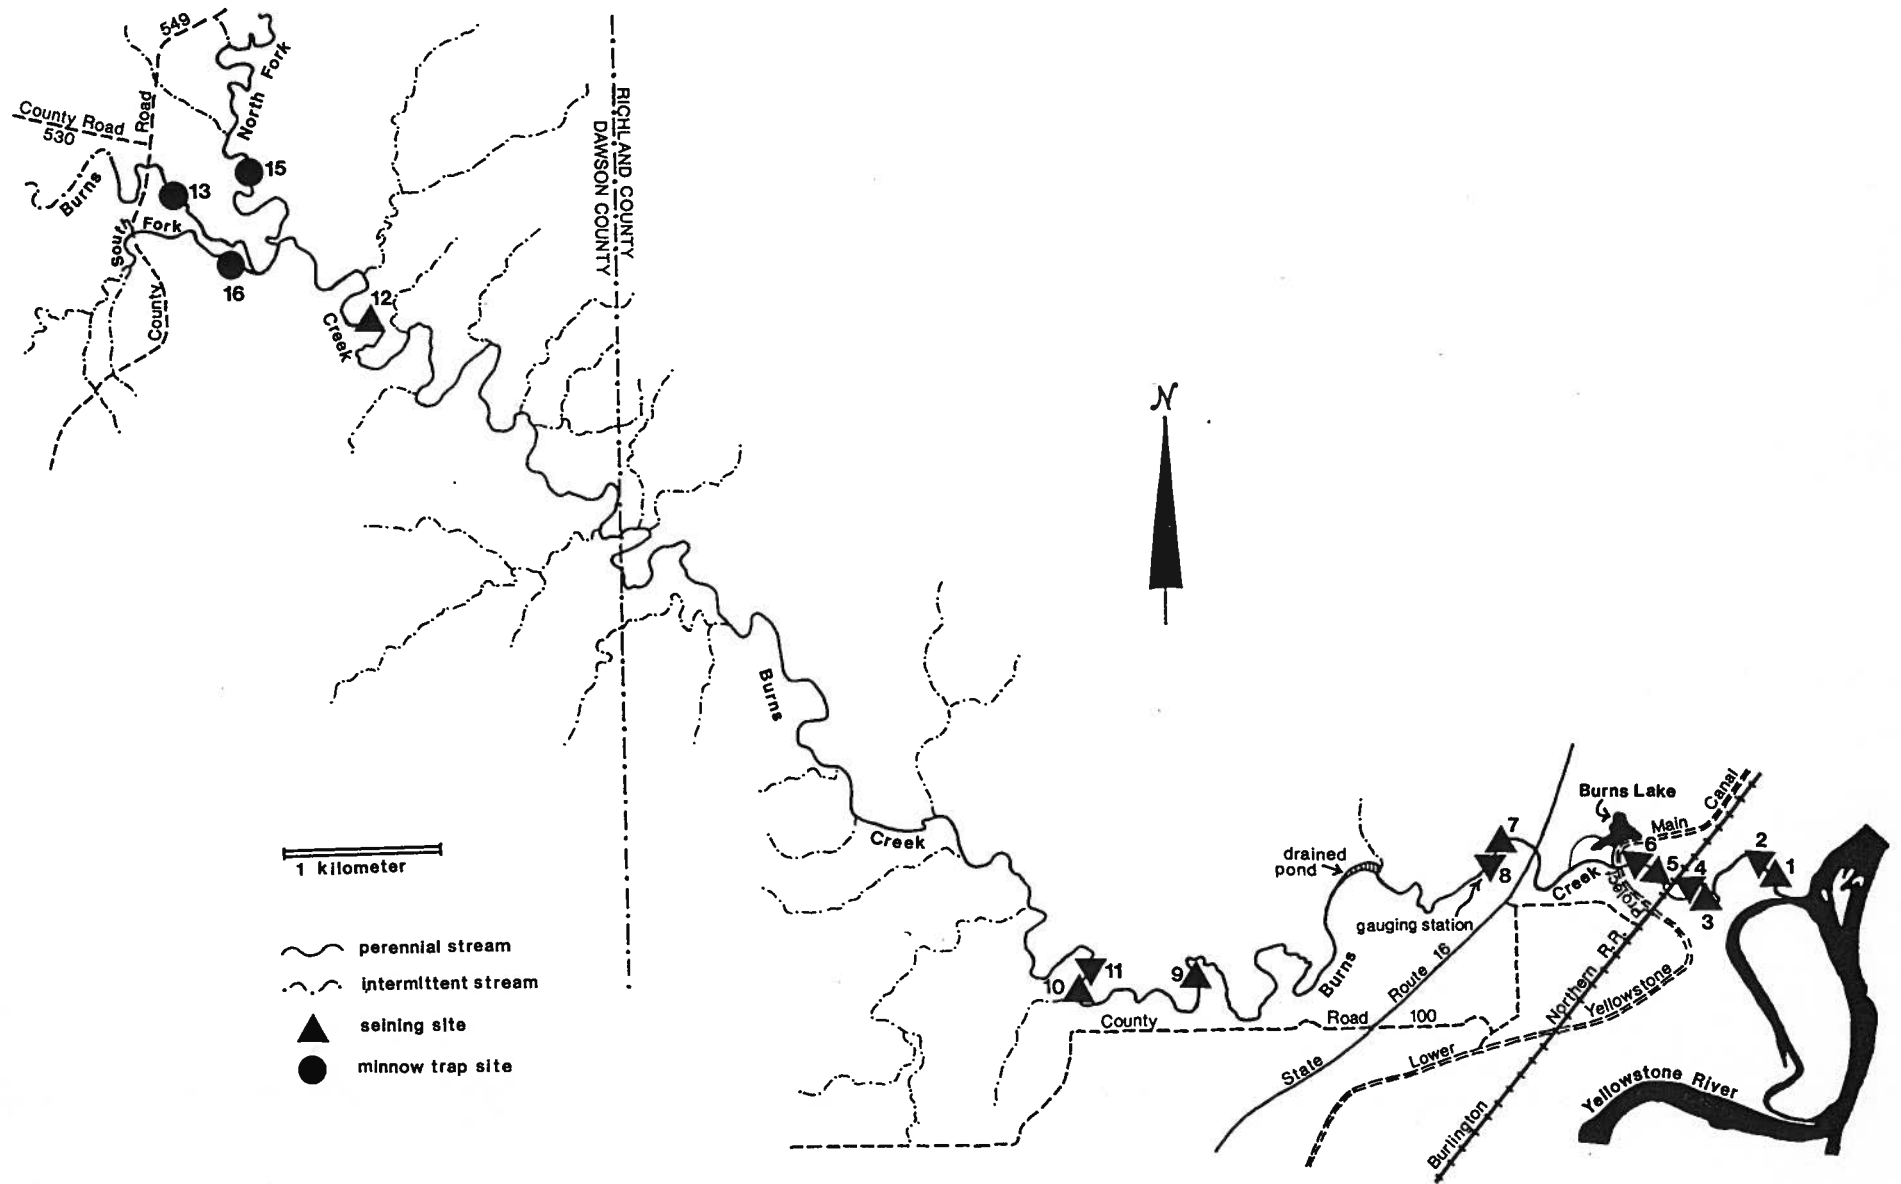 549
North Fork
County Road
530
Road
Burns
13
15
South
Fork
16
County
12
Creek
RICHLAND COUNTY
DAWSON COUNTY
N
Burns
Creek
1 kilometer
perennial stream
intermittent stream
seining site
minnow trap site
10
11
9
Burns
drained
pond
gauging station
7
8
Creek
Burns Lake
Main
Canal
6
5
4
3
2
1
Project
State
Route 16
County Road 100
Lower
Yellowstone
Burlington
Northern R.R.
Yellowstone River